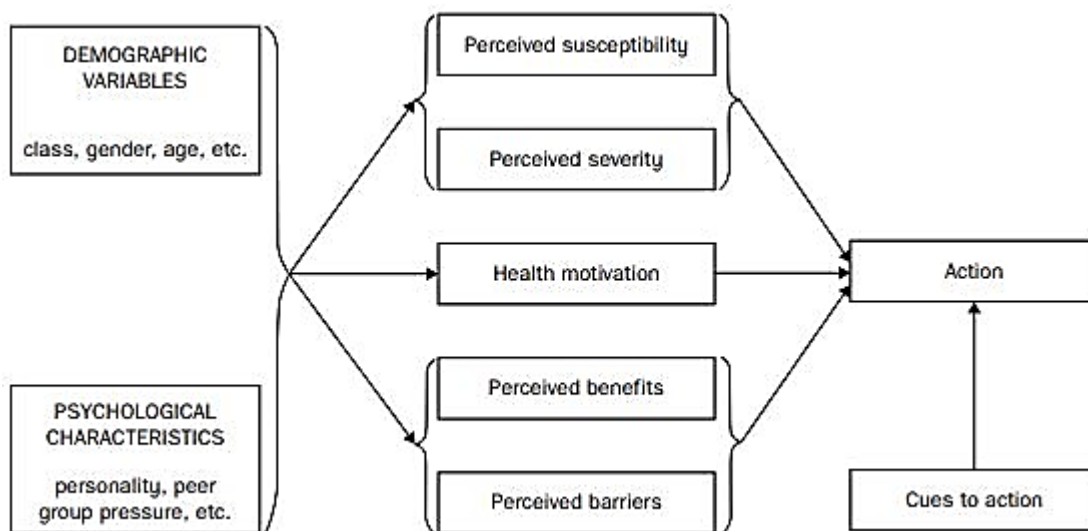 DEMOGRAPHIC
VARIABLES
class, gender, age, etc.
PSYCHOLOGICAL
CHARACTERISTICS
personality, peer
group pressure, etc.
Perceived susceptibility
Perceived severity
Health motivation
Perceived benefits
Perceived barriers
Action
Cues to action